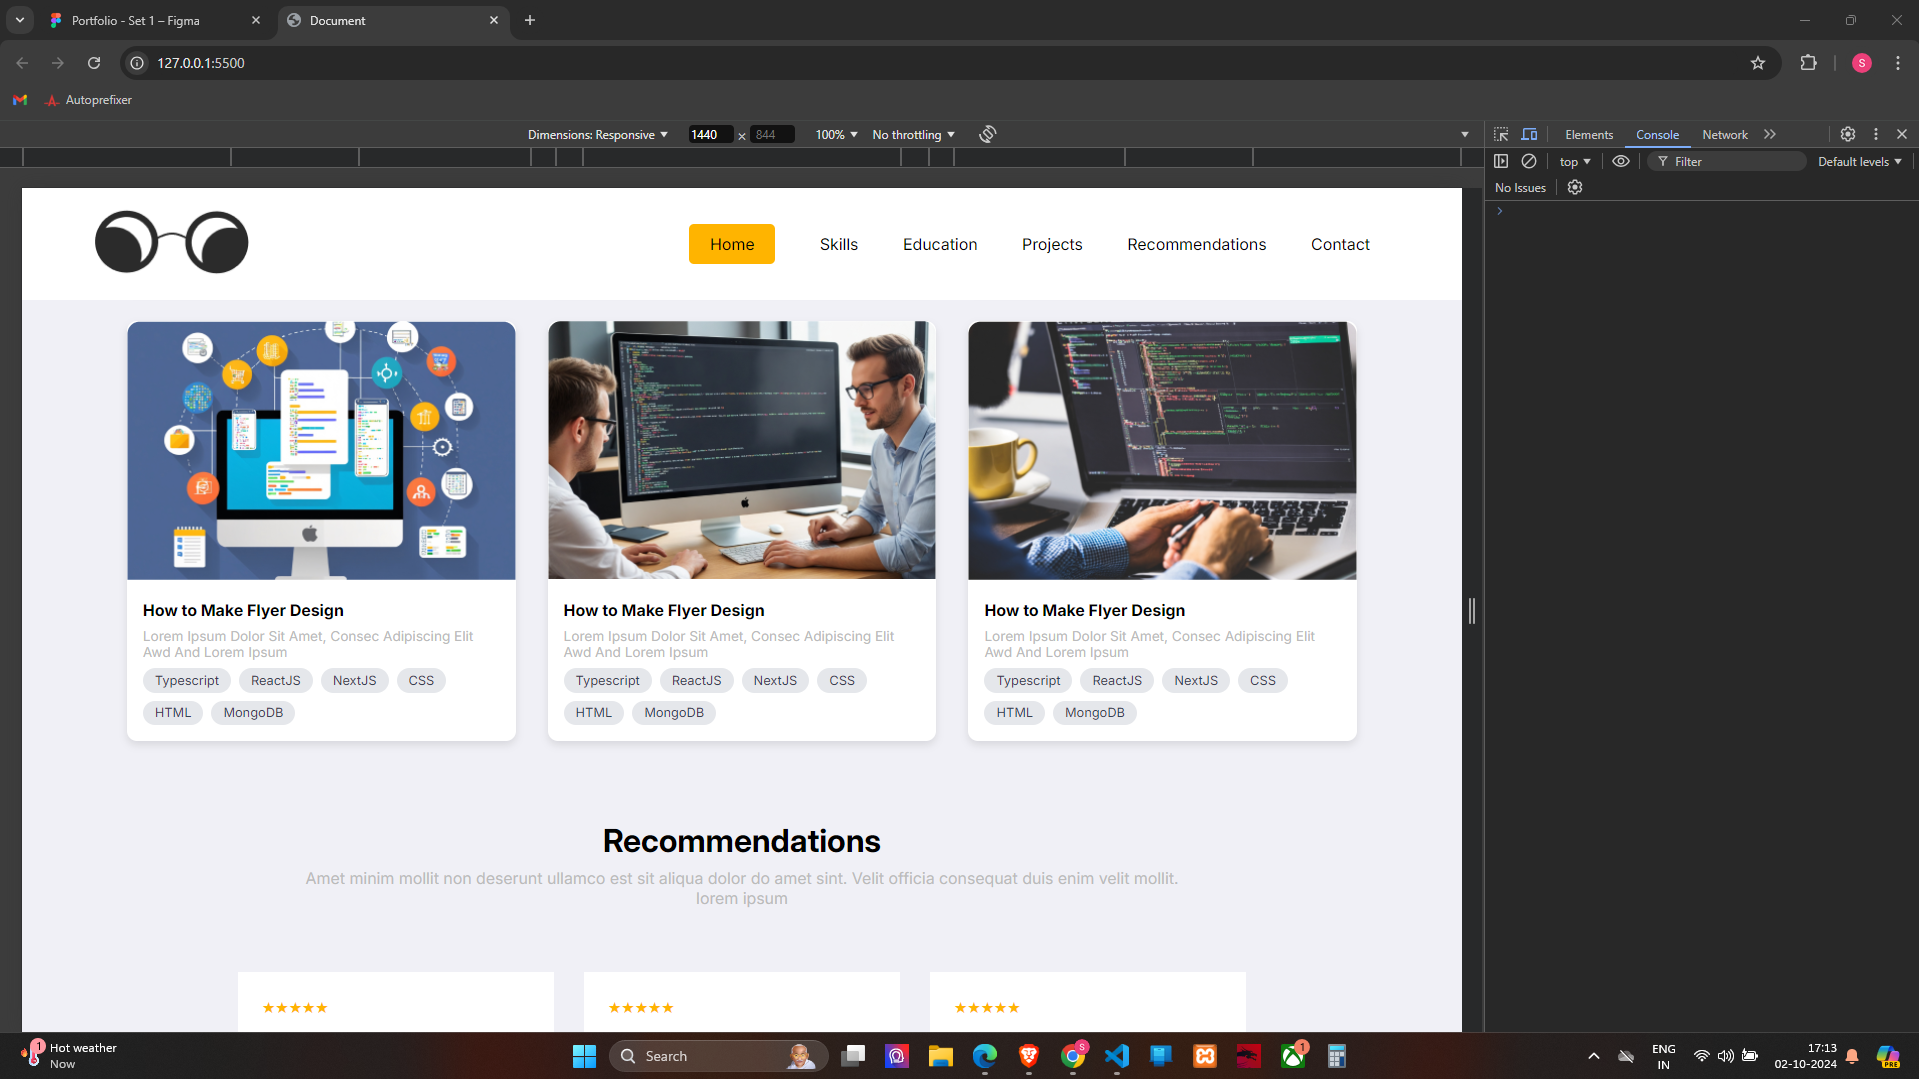 Portfolio - Set 1 – Figma
Document
127.0.0.1:5500
S
Autoprefixer
Dimensions: Responsive
1440
×
844
100%
No throttling
Elements
Console
Network
top
Filter
Default levels
No Issues
Home
Skills
Education
Projects
Recommendations
Contact
How to Make Flyer Design
Lorem Ipsum Dolor Sit Amet, Consec Adipiscing Elit
Awd And Lorem Ipsum
Typescript
ReactJS
NextJS
CSS
HTML
MongoDB
How to Make Flyer Design
Lorem Ipsum Dolor Sit Amet, Consec Adipiscing Elit
Awd And Lorem Ipsum
Typescript
ReactJS
NextJS
CSS
HTML
MongoDB
How to Make Flyer Design
Lorem Ipsum Dolor Sit Amet, Consec Adipiscing Elit
Awd And Lorem Ipsum
Typescript
ReactJS
NextJS
CSS
HTML
MongoDB
Recommendations
Amet minim mollit non deserunt ullamco est sit aliqua dolor do amet sint. Velit officia consequat duis enim velit mollit.
lorem ipsum
1
Hot weather
Now
Search
S
1
ENG
IN
17:13
02-10-2024
PRE